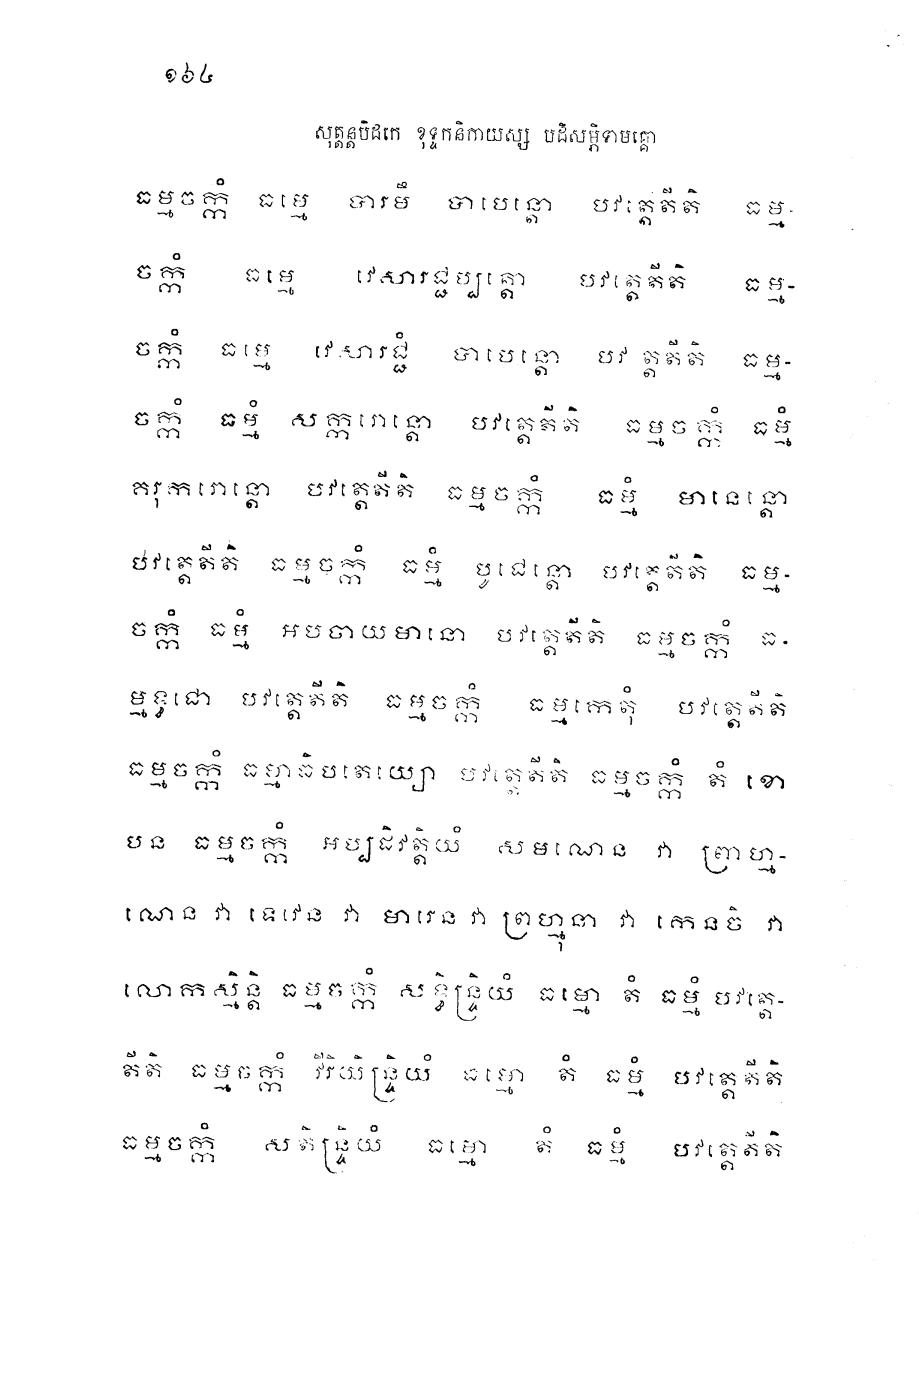 ១៦៤
សុត្តន្តបិដកេ ខុទ្ទកនិកាយស្ស បដិសម្ភិទាមគ្គោ
ធម្មចក្កំ ធម្មេ បារមឹ បាបេន្តោ បវត្តេតីតិ ធម្ម-
ចក្កំ ធម្មេ វេសារជ្ជប្បត្តោ បវត្តេតីតិ ធម្ម-
ចក្កំ ធម្មេ វេសារជ្ជំ បាបេន្តោ បវត្តេតីតិ ធម្ម-
ចក្កំ ធម្មំ សក្ករោន្តោ បវត្តេតីតិ ធម្មចក្កំ ធម្មំ
គរុករោន្តោ បវត្តេតីតិ ធម្មចក្កំ ធម្មំ មានេន្តោ
បវត្តេតីតិ ធម្មចក្កំ ធម្មំ បូជេន្តោ បវត្តេតីតិ ធម្ម-
ចក្កំ ធម្មំ អបចាយមានោ បវត្តេតីតិ ធម្មចក្កំ ធ-
ម្មទ្ធជោ បវត្តេតីតិ ធម្មចក្កំ ធម្មកេតុំ បវត្តេតីតិ
ធម្មចក្កំ ធម្មាធិបតេយ្យោ បវត្តេតីតិ ធម្មចក្កំ តំ ខោ
បន ធម្មចក្កំ អប្បដិវត្តិយំ សមណេន វា ព្រាហ្ម-
ណេន វា ទេវេន វា មារេន វា ព្រហ្មុនា វា កេនចិ វា
លោកស្មិន្តិ ធម្មចក្កំ សទ្ធិន្ទ្រិយំ ធម្មោ តំ ធម្មំ បវត្តេ-
តីតិ ធម្មចក្កំ វីរិយិន្ទ្រិយំ ធម្មោ តំ ធម្មំ បវត្តេតីតិ
ធម្មចក្កំ សតិន្ទ្រិយំ ធម្មោ តំ ធម្មំ បវត្តេតីតិ